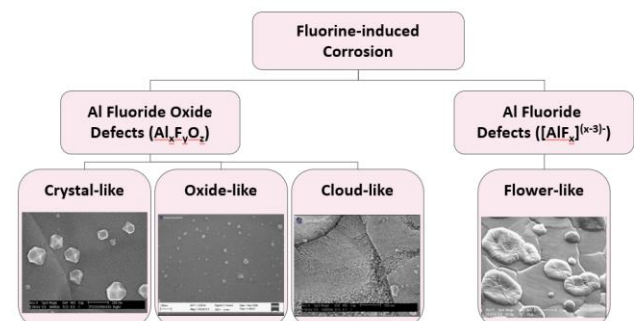 Fluorine-induced
Corrosion
Al Fluoride Oxide
Defects (AlxFyOz)
Al Fluoride
Defects ([AlFx](x-3)-)
Crystal-like
Oxide-like
Cloud-like
Flower-like